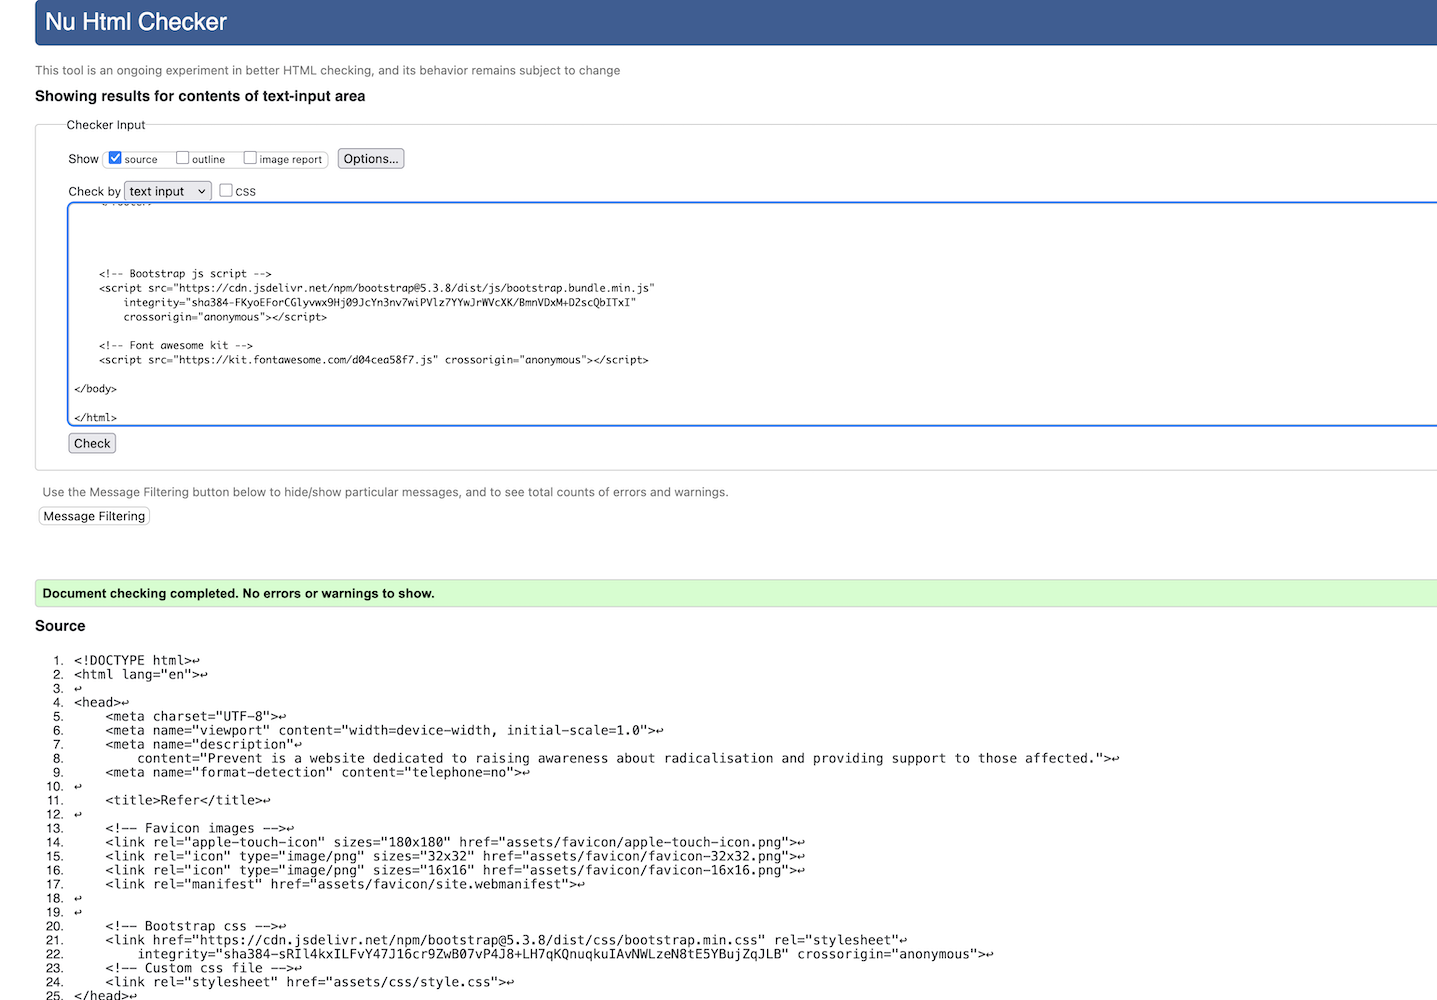 Nu Html Checker
This tool is an ongoing experiment in better HTML checking, and its behavior remains subject to change
Showing results for contents of text-input area
Checker Input
Show source outline image report Options...
Check by text input CSS
<!-- Bootstrap js script -->
<script src="https://cdn.jsdelivr.net/npm/bootstrap@5.3.8/dist/js/bootstrap.bundle.min.js"
integrity="sha384-FKyoEForCGlyvwx9Hj09JcYn3nv7wiPVlz7YYwJrWVcXK/BmnVDxM+D2scQbITxI"
crossorigin="anonymous"></script>
<!-- Font awesome kit -->
<script src="https://kit.fontawesome.com/d04cea58f7.js" crossorigin="anonymous"></script>
</body>
</html>
Check
Use the Message Filtering button below to hide/show particular messages, and to see total counts of errors and warnings.
Message Filtering
Document checking completed. No errors or warnings to show.
Source
1. <!DOCTYPE html>↩
2. <html lang="en">↩
3. ↩
4. <head>↩
5. <meta charset="UTF-8">↩
6. <meta name="viewport" content="width=device-width, initial-scale=1.0">↩
7. <meta name="description"↩
8. content="Prevent is a website dedicated to raising awareness about radicalisation and providing support to those affected.">↩
9. <meta name="format-detection" content="telephone=no">↩
10. ↩
11. <title>Refer</title>↩
12. ↩
13. <!-- Favicon images -->↩
14. <link rel="apple-touch-icon" sizes="180x180" href="assets/favicon/apple-touch-icon.png">↩
15. <link rel="icon" type="image/png" sizes="32x32" href="assets/favicon/favicon-32x32.png">↩
16. <link rel="icon" type="image/png" sizes="16x16" href="assets/favicon/favicon-16x16.png">↩
17. <link rel="manifest" href="assets/favicon/site.webmanifest">↩
18. ↩
19. ↩
20. <!-- Bootstrap css -->↩
21. <link href="https://cdn.jsdelivr.net/npm/bootstrap@5.3.8/dist/css/bootstrap.min.css" rel="stylesheet"↩
22. integrity="sha384-sRIl4kxILFvY47J16cr9ZwB07vP4J8+LH7qKQnuqkuIAvNWLzeN8tE5YBujZqJLB" crossorigin="anonymous">↩
23. <!-- Custom css file -->↩
24. <link rel="stylesheet" href="assets/css/style.css">↩
25. </head>↩